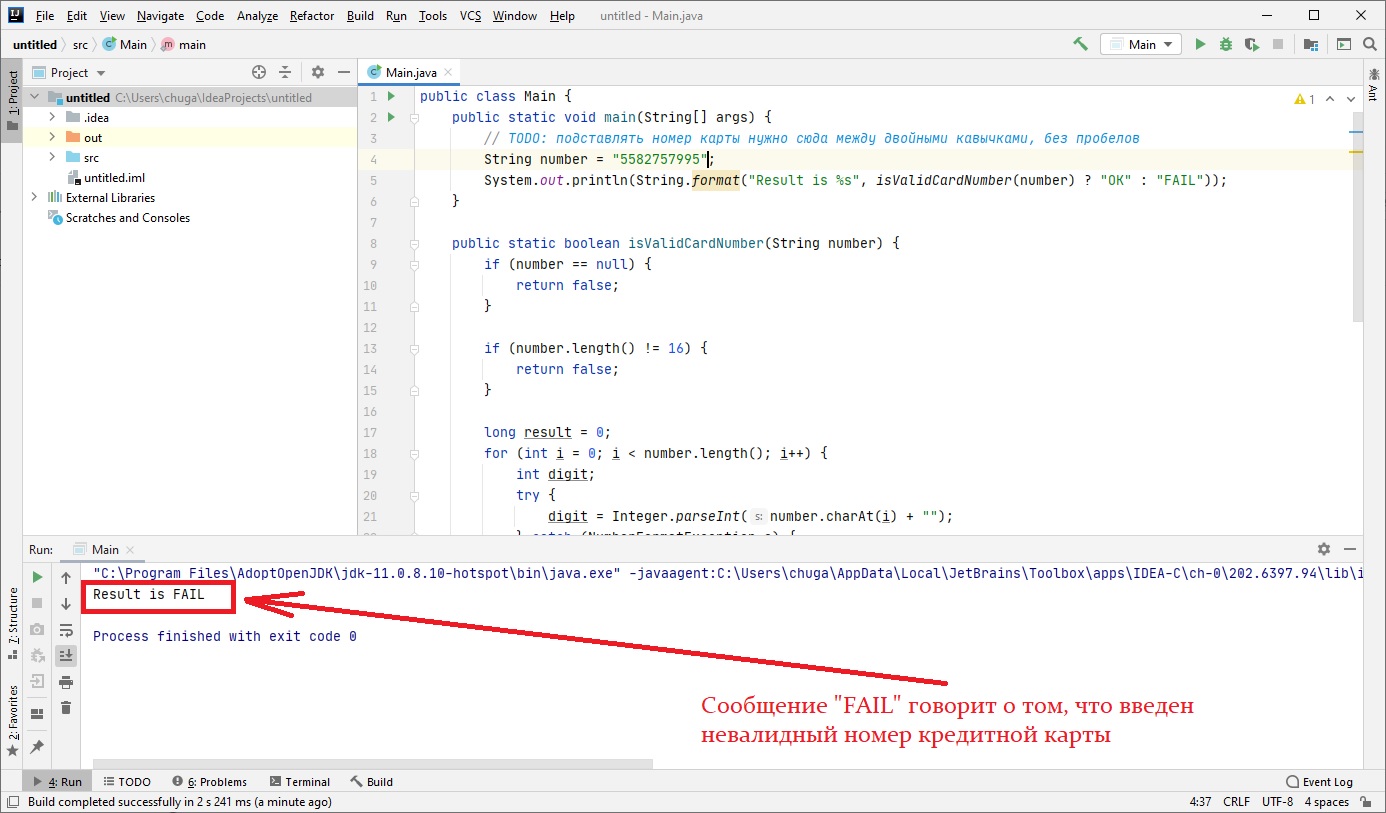 File Edit View Navigate Code Analyze Refactor Build Run Tools VCS Window Help untitled - Main.java
untitled src Main main Main
1: Project
Project
Main.java
Ant
untitled C:\Users\chuga\IdeaProjects\untitled
.idea
out
src
untitled.iml
External Libraries
Scratches and Consoles
1
1 public class Main {
2 public static void main(String[] args) {
3 // TODO: подставлять номер карты нужно сюда между двойными кавычками, без пробелов
4 String number = "5582757995";
5 System.out.println(String.format("Result is %s", isValidCardNumber(number) ? "OK" : "FAIL"));
6 }
7
8 public static boolean isValidCardNumber(String number) {
9 if (number == null) {
10 return false;
11 }
12
13 if (number.length() != 16) {
14 return false;
15 }
16
17 long result = 0;
18 for (int i = 0; i < number.length(); i++) {
19 int digit;
20 try {
21 digit = Integer.parseInt( s: number.charAt(i) + "");
22 } catch (NumberFormatException e) {
Run: Main
7: Structure
2: Favorites
"C:\Program Files\AdoptOpenJDK\jdk-11.0.8.10-hotspot\bin\java.exe" -javaagent:C:\Users\chuga\AppData\Local\JetBrains\Toolbox\apps\IDEA-C\ch-0\202.6397.94\lib\i
Result is FAIL
Process finished with exit code 0
Сообщение "FAIL" говорит о том, что введен
невалидный номер кредитной карты
4: Run TODO 6: Problems Terminal Build Event Log
Build completed successfully in 2 s 241 ms (a minute ago) 4:37 CRLF UTF-8 4 spaces